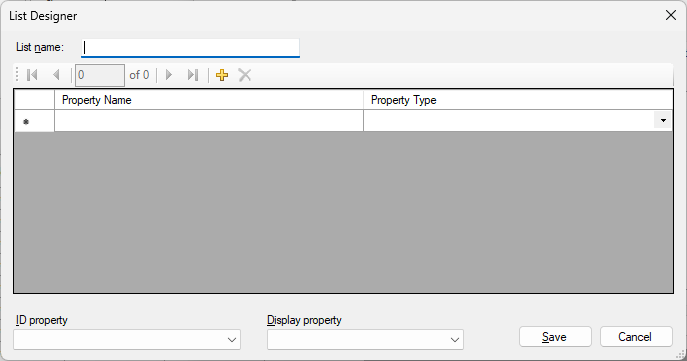 List Designer
List name:
0 of 0
Property Name Property Type
ID property Display property
Save Cancel